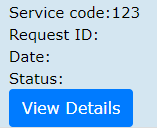 Service code:123
Request ID:
Date:
Status:
View Details